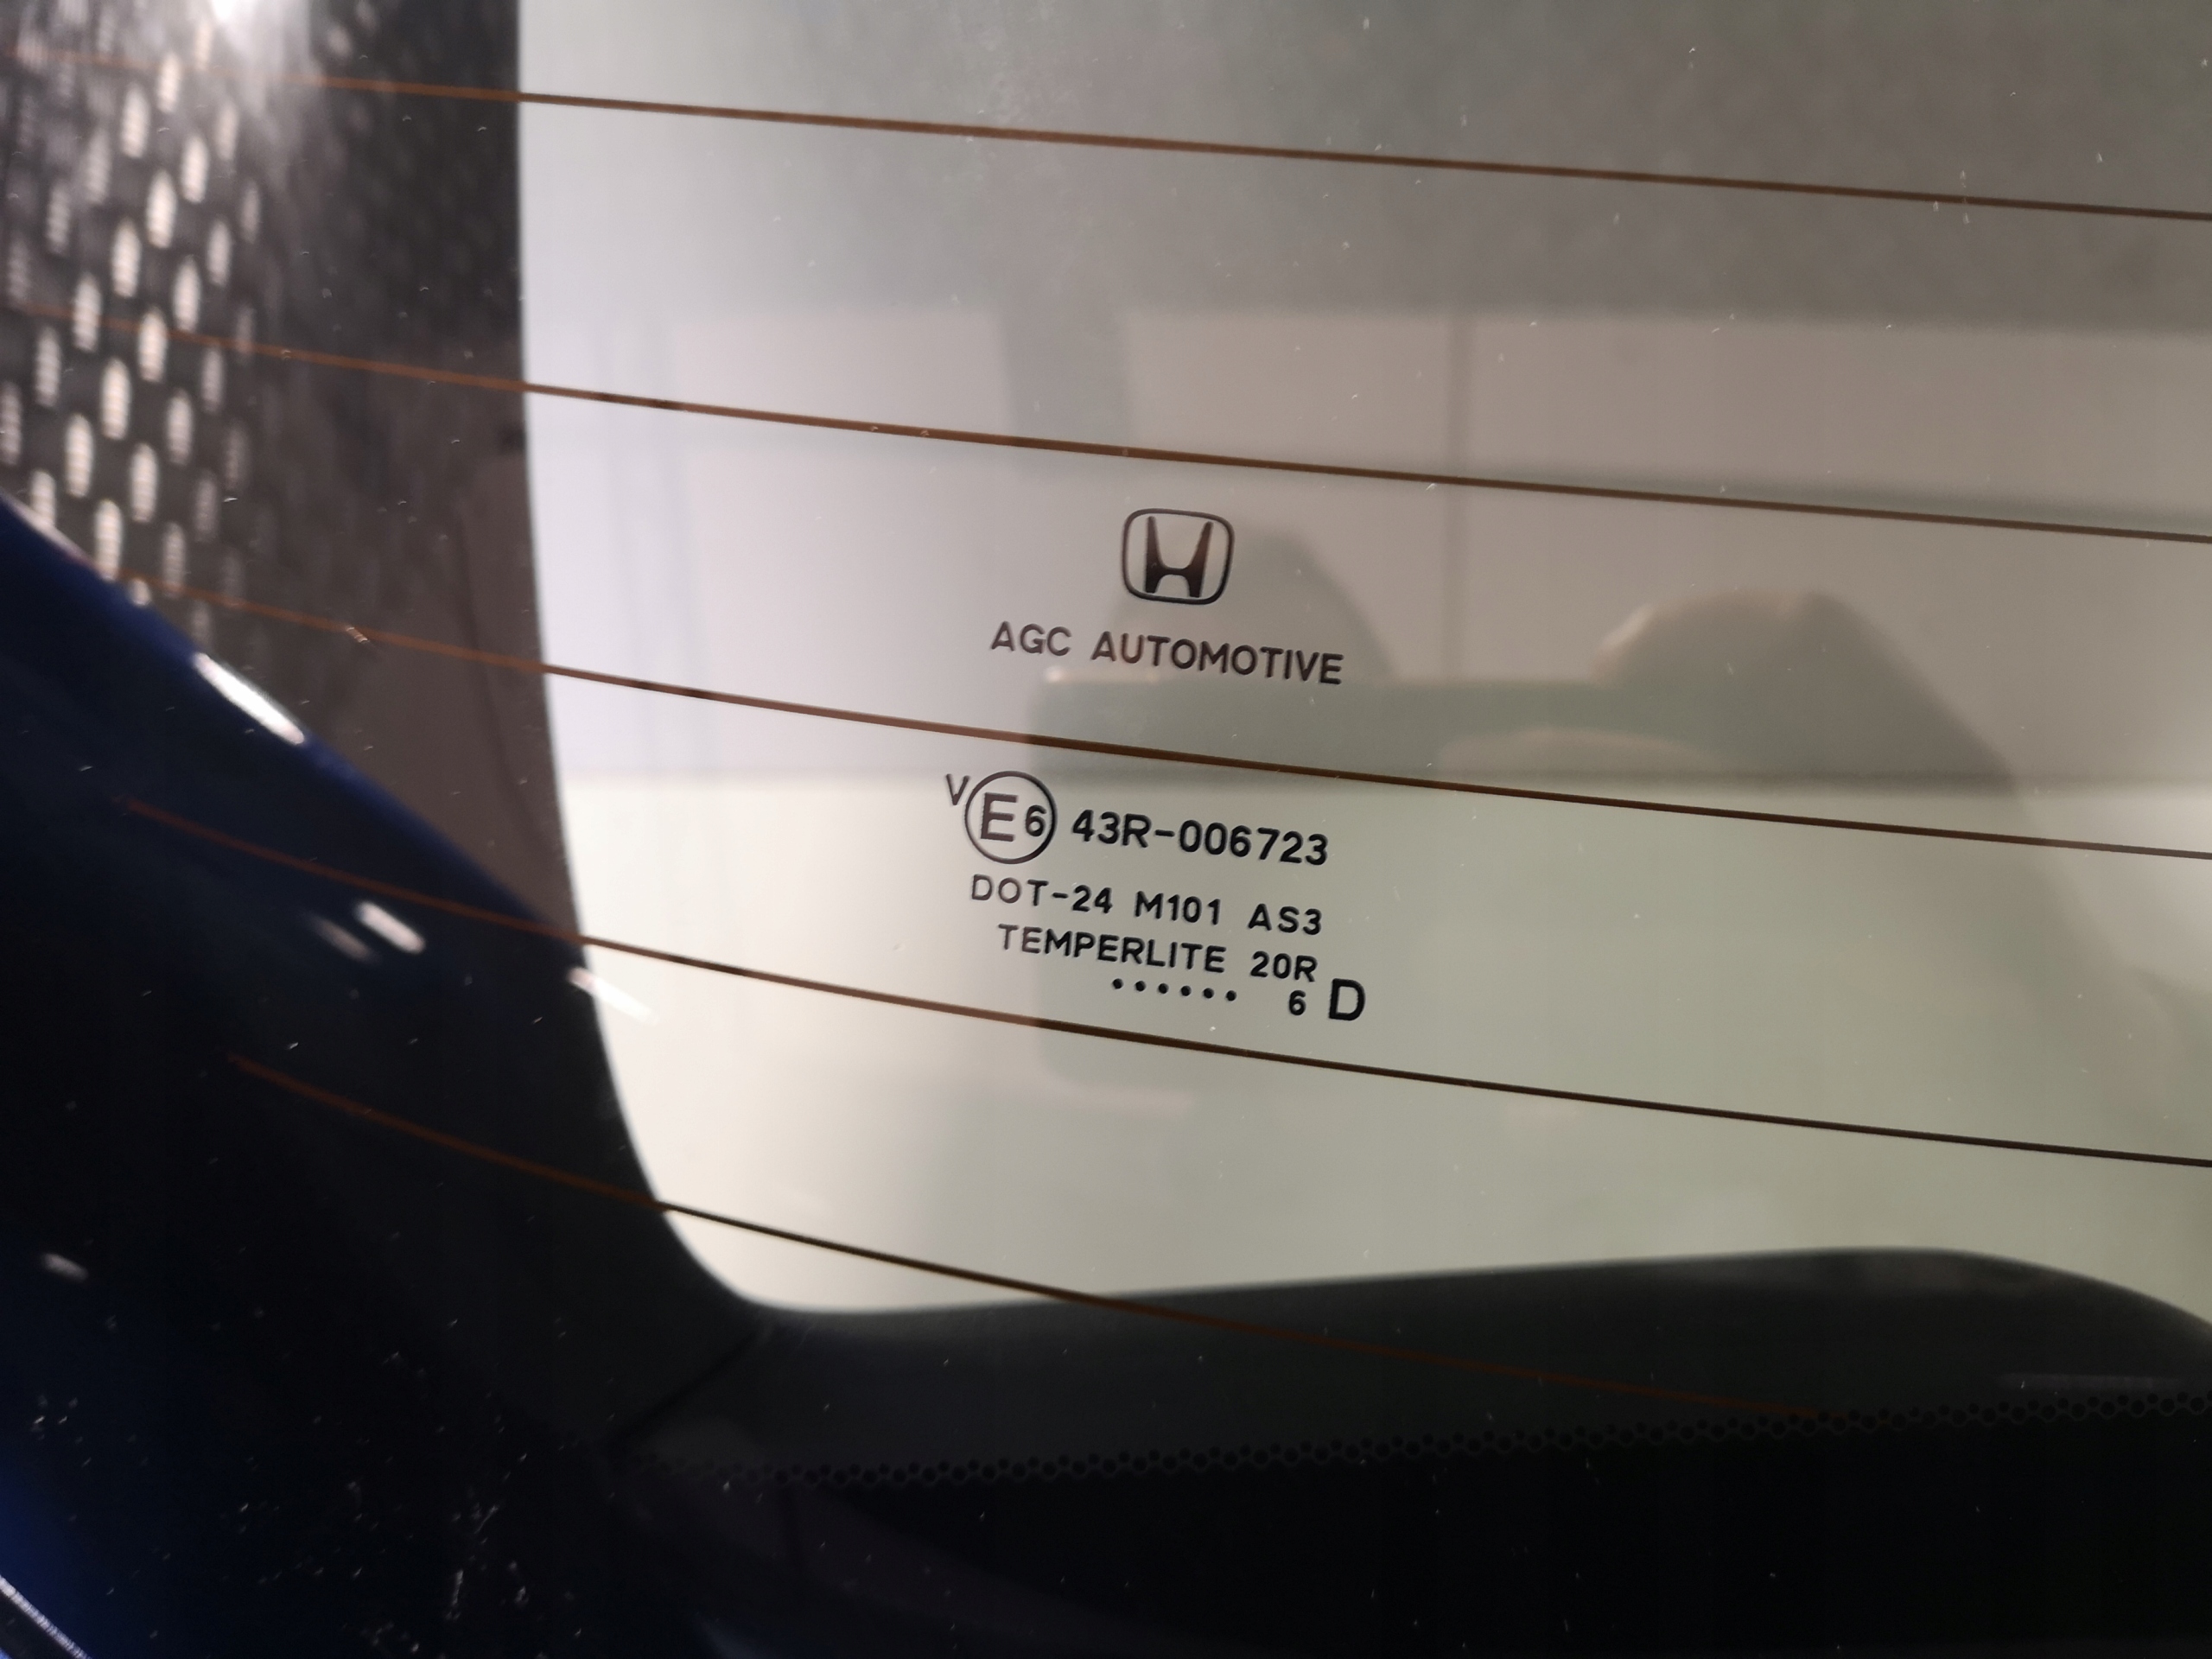 AGC AUTOMOTIVE
V E6 43R-006723
DOT-24 M101 AS3
TEMPERLITE 20R
...... 6 D